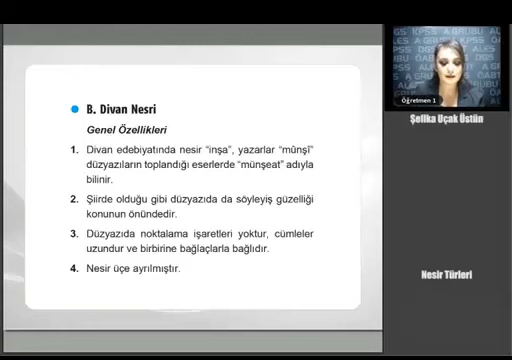 B. Divan Nesri
Genel Özellikleri
1. Divan edebiyatında nesir “inşa”, yazarlar “mûnşî”
düzyazıların toplandığı eserlerde “münşeat” adıyla
bilinir.
2. Şiirde olduğu gibi düzyazıda da söyleyiş güzelliği
konunun önündedir.
3. Düzyazıda noktalama işaretleri yoktur, cümleler
uzundur ve birbirine bağlaçlarla bağlıdır.
4. Nesir üçe ayrılmıştır.
Öğretmen 1
Şefika Uçak Üstün
Nesir Türleri